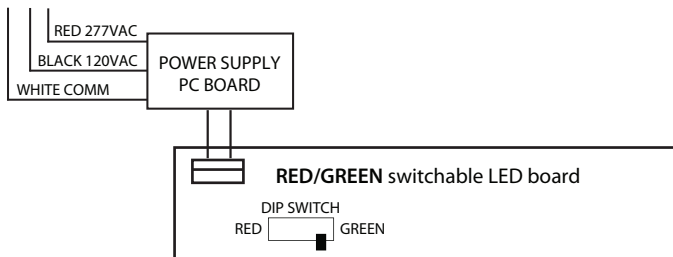 RED 277VAC
BLACK 120VAC
WHITE COMM
POWER SUPPLY
PC BOARD
RED/GREEN switchable LED board
DIP SWITCH
RED GREEN